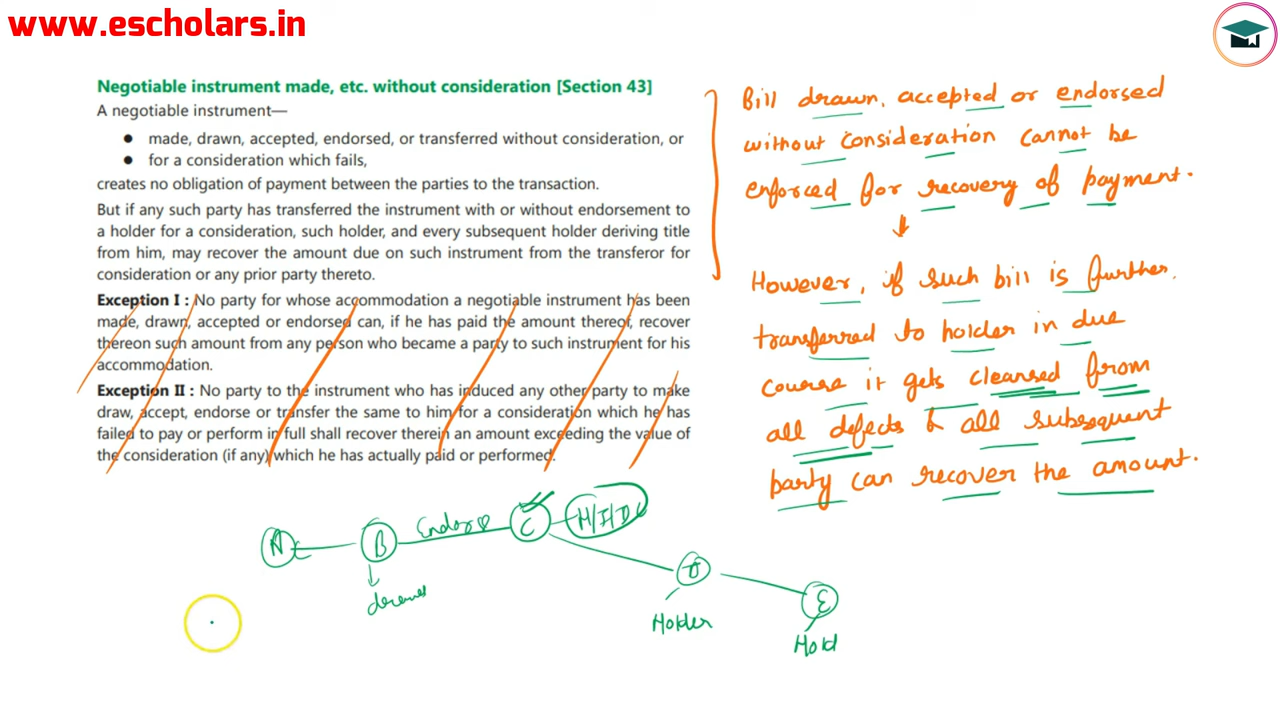 www.escholars.in
Negotiable instrument made, etc. without consideration [Section 43]
A negotiable instrument—
• made, drawn, accepted, endorsed, or transferred without consideration, or
• for a consideration which fails,
creates no obligation of payment between the parties to the transaction.
But if any such party has transferred the instrument with or without endorsement to
a holder for a consideration, such holder, and every subsequent holder deriving title
from him, may recover the amount due on such instrument from the transferor for
consideration or any prior party thereto.
Exception I : No party for whose accommodation a negotiable instrument has been
made, drawn, accepted or endorsed can, if he has paid the amount thereof, recover
thereon such amount from any person who became a party to such instrument for his
accommodation.
Exception II : No party to the instrument who has induced any other party to make
draw, accept, endorse or transfer the same to him for a consideration which he has
failed to pay or perform in full shall recover therein an amount exceeding the value of
the consideration (if any) which he has actually paid or performed.
Bill drawn, accepted or endorsed
without consideration cannot be
enforced for recovery of payment.
However, if such bill is further
transferred to holder in due
course it gets cleansed from
all defects & all subsequent
party can recover the amount.
A B Endorse C H/I/DC
D
E
Holder
Hold